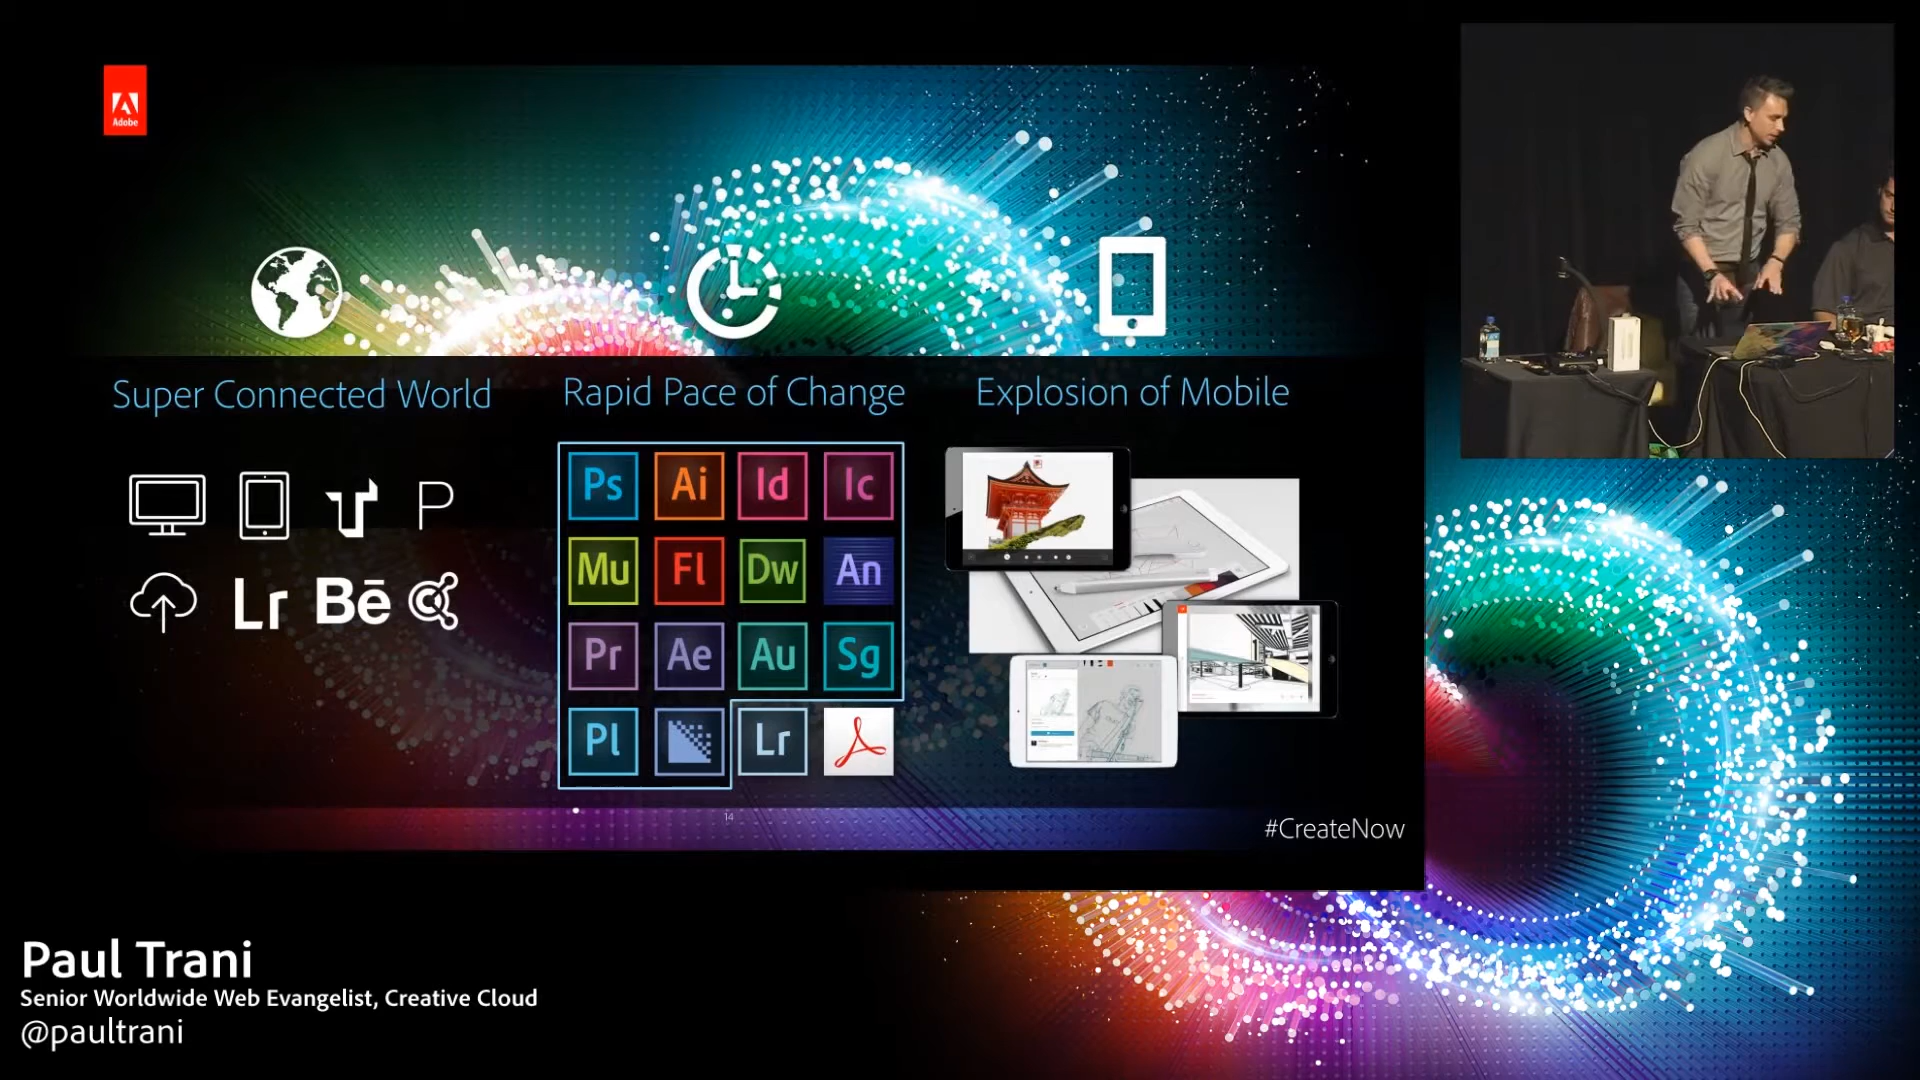 Adobe
Super Connected World
Rapid Pace of Change
Explosion of Mobile
P
Lr Bē
Ps Ai Id Ic
Mu Fl Dw An
Pr Ae Au Sg
Pl Lr
14
#CreateNow
Paul Trani
Senior Worldwide Web Evangelist, Creative Cloud
@paultrani